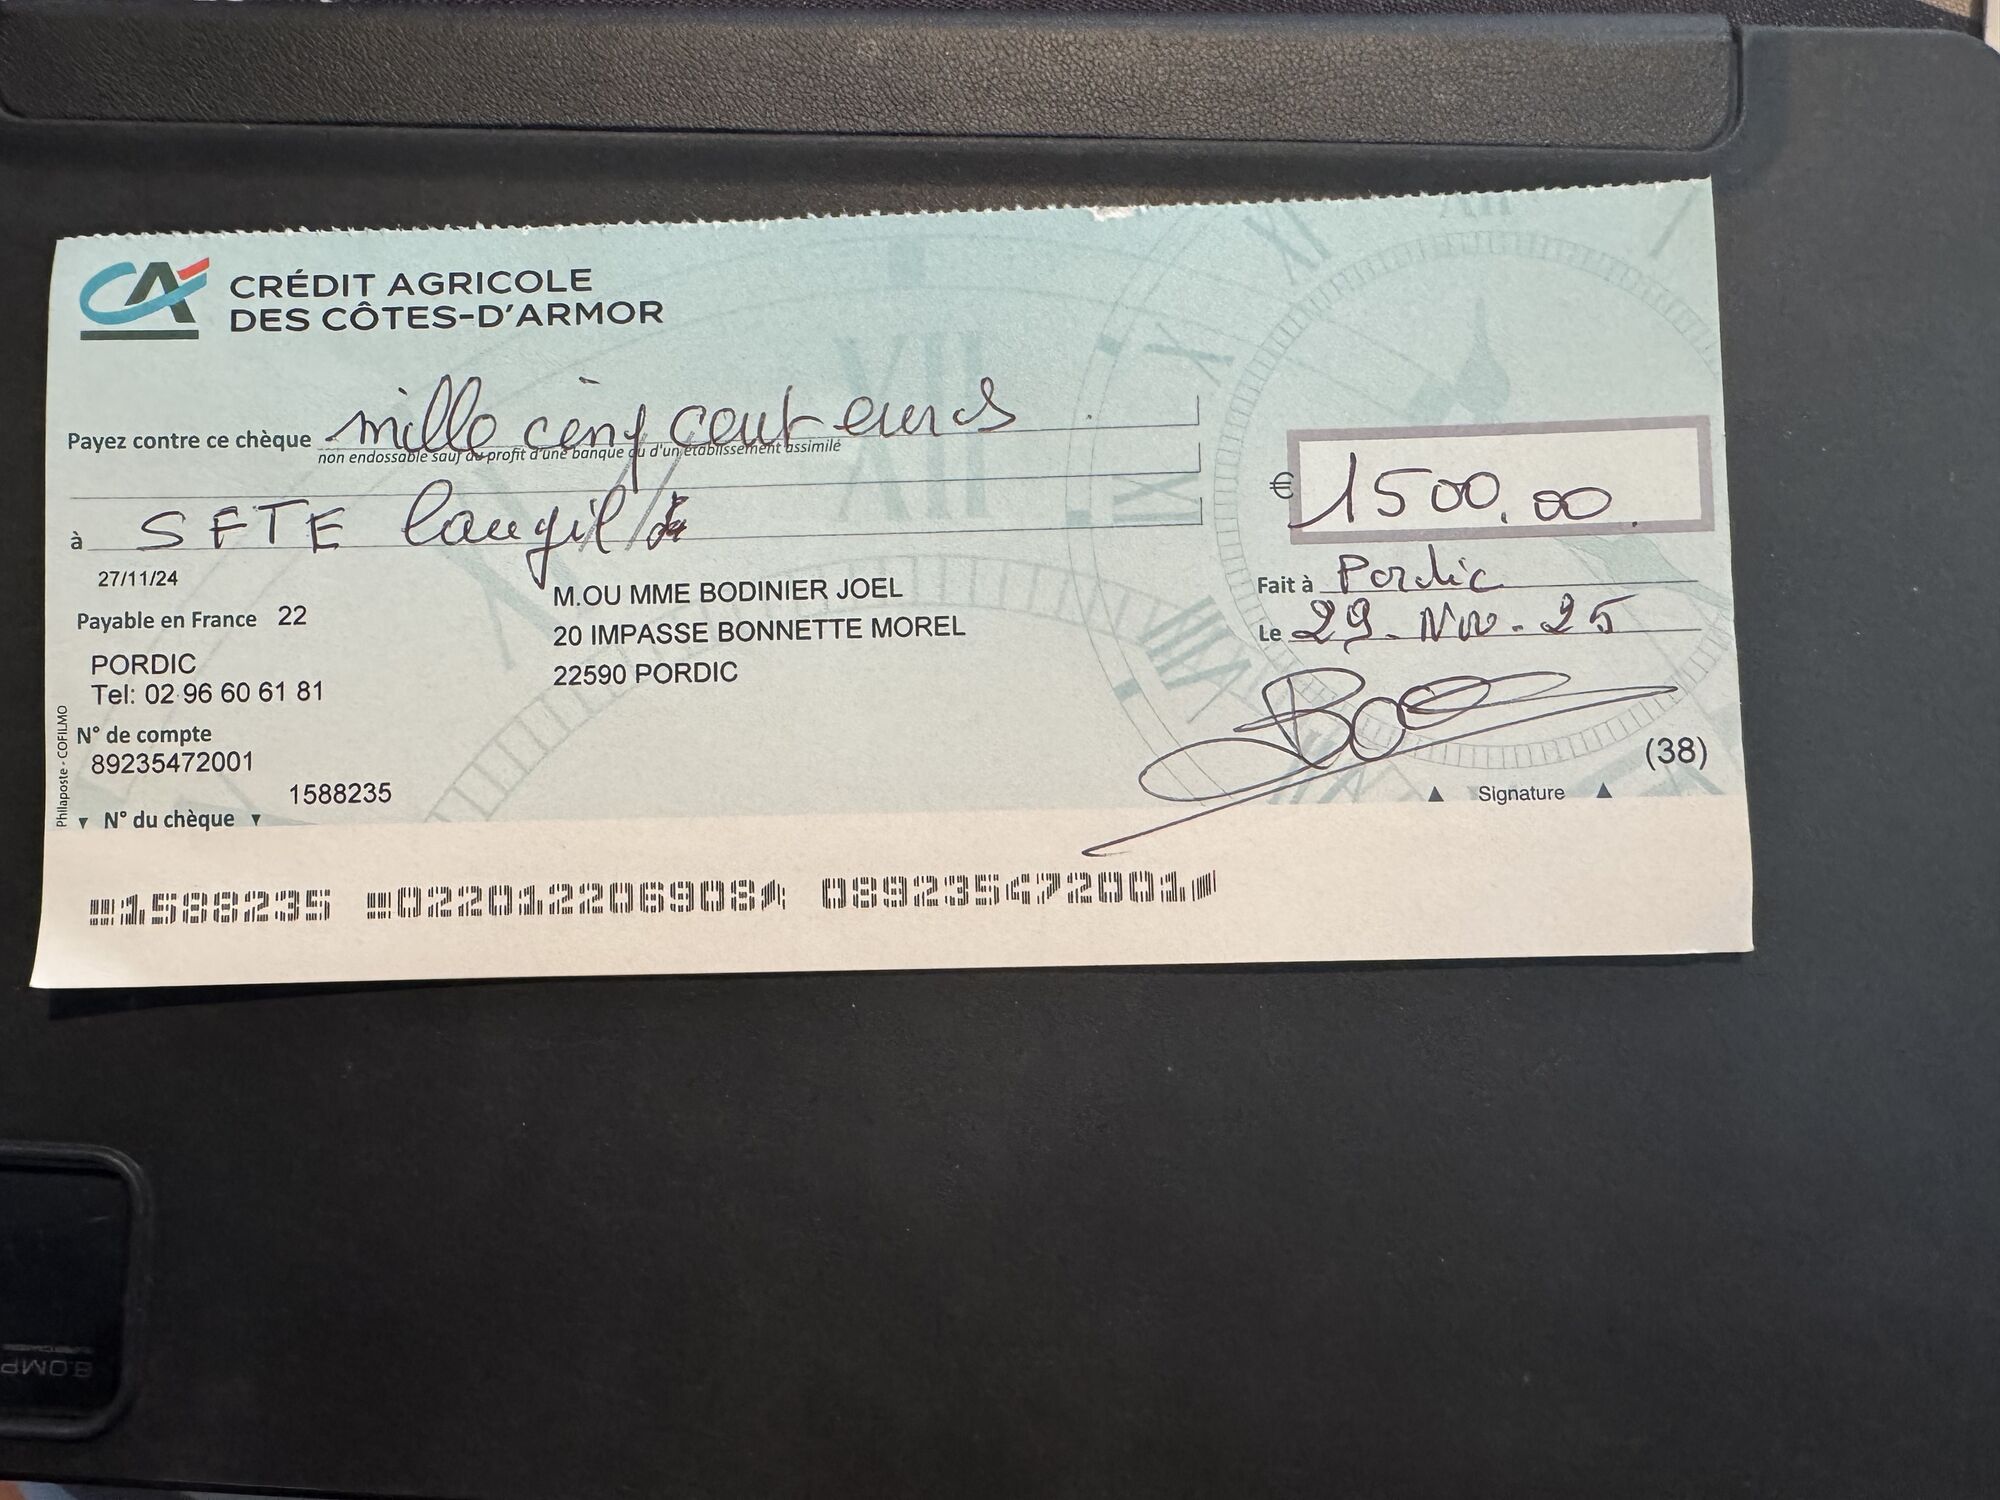 CRÉDIT AGRICOLE
DES CÔTES-D'ARMOR
Payez contre ce chèque mille cinq cent euros
non endossable sauf au profit d'une banque ou d'un établissement assimilé
€ 1500,00
à SFTE
27/11/24
M.OU MME BODINIER JOEL
20 IMPASSE BONNETTE MOREL
22590 PORDIC
Fait à Pordic
Le 29. Nov. 25
Payable en France 22
PORDIC
Tel: 02 96 60 61 81
N° de compte
89235472001
1588235
N° du chèque
Philaposte - COFILMO
(38)
Signature
1588235 022012206908 089235472001